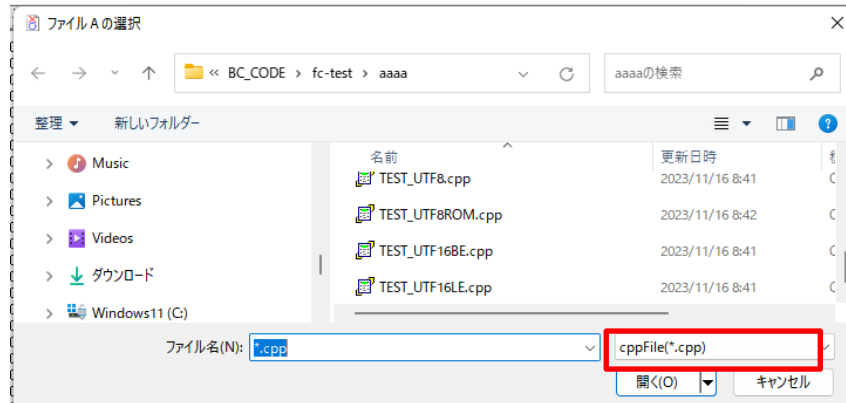 ファイル A の選択
« BC_CODE › fc-test › aaaa
aaaaの検索
整理
新しいフォルダー
名前
更新日時
Music
Pictures
Videos
ダウンロード
Windows11 (C:)
TEST_UTF8.cpp 2023/11/16 8:41
TEST_UTF8ROM.cpp 2023/11/16 8:42
TEST_UTF16BE.cpp 2023/11/16 8:41
TEST_UTF16LE.cpp 2023/11/16 8:41
ファイル名(N): *.cpp
cppFile(*.cpp)
開く(O)
キャンセル